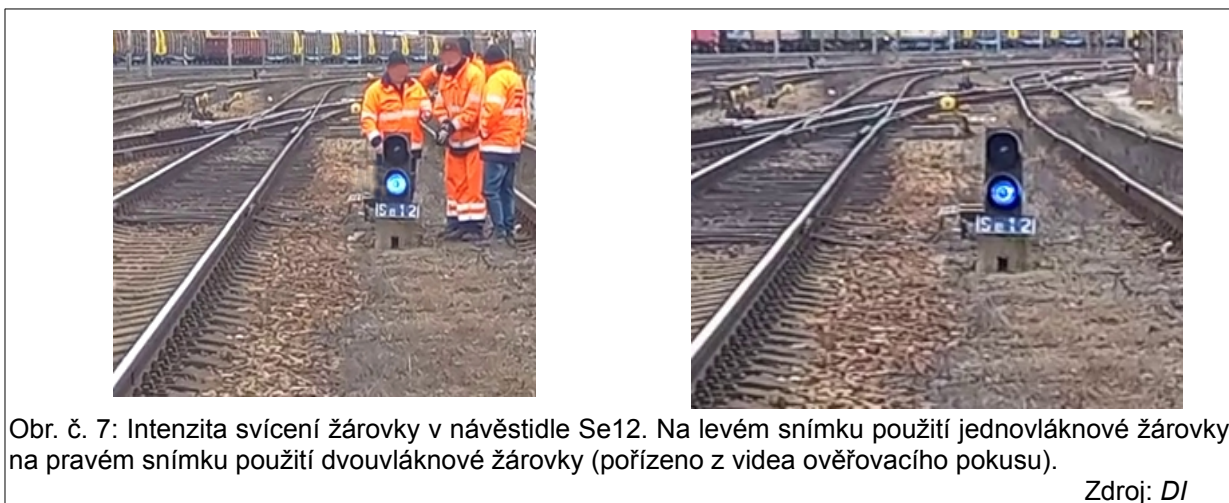 Se12
Se12
Obr. č. 7: Intenzita svícení žárovky v návěstidle Se12. Na levém snímku použití jednovláknové žárovky
na pravém snímku použití dvouvláknové žárovky (pořízeno z videa ověřovacího pokusu).
Zdroj: DI